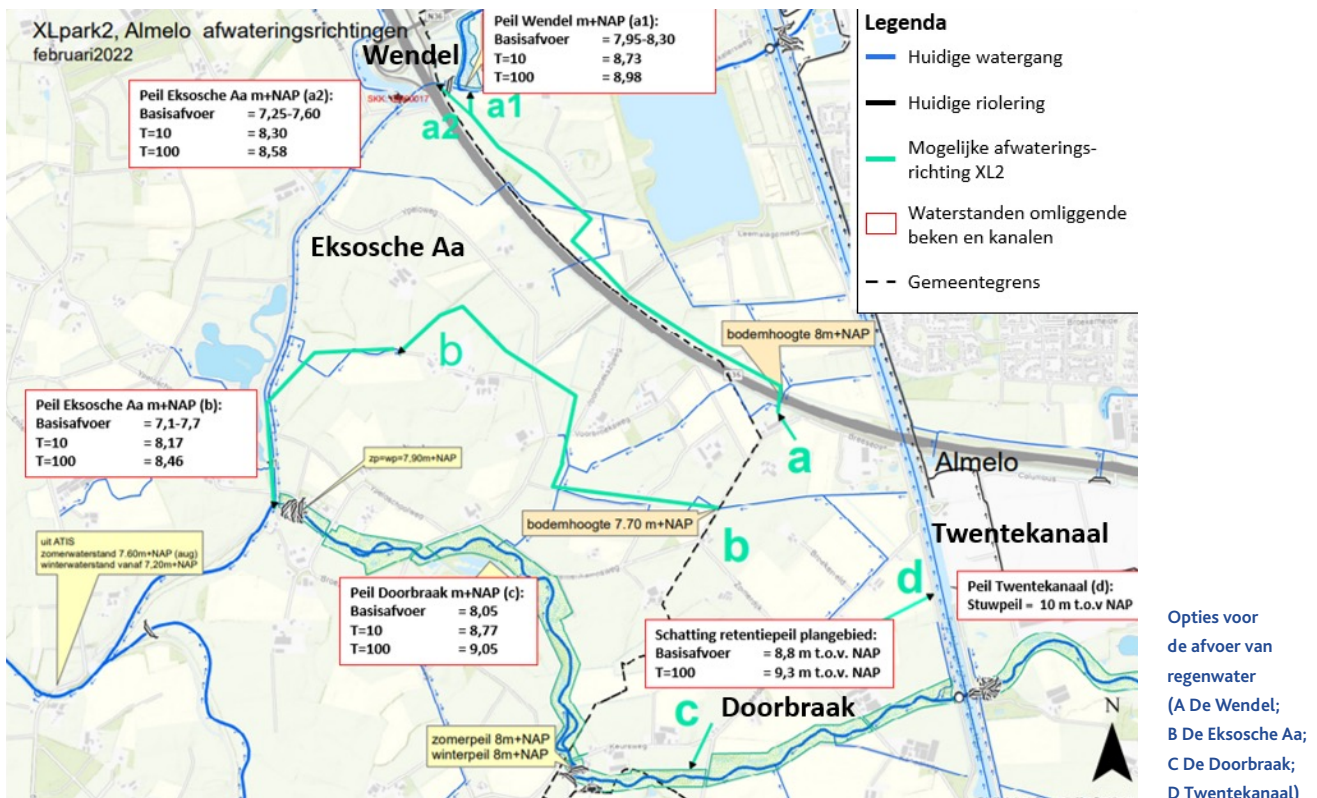 XLpark2, Almelo afwateringsrichtingen
februari2022
N36
Wendel
Peil Wendel m+NAP (a1):
Basisafvoer = 7,95-8,30
T=10 = 8,73
T=100 = 8,98
Legenda
Huidige watergang
Huidige riolering
Mogelijke afwaterings-
richting XL2
Waterstanden omliggende
beken en kanalen
Gemeentegrens
Peil Eksosche Aa m+NAP (a2):
Basisafvoer = 7,25-7,60
T=10 = 8,30
T=100 = 8,58
a1
a2
Eksosche Aa
b
bodemhoogte 8m+NAP
Peil Eksosche Aa m+NAP (b):
Basisafvoer = 7,1-7,7
T=10 = 8,17
T=100 = 8,46
zp=wp=7,90m+NAP
a
Almelo
bodemhoogte 7.70 m+NAP
b
Twentekanaal
uit ATIS
zomerwaterstand 7.60m+NAP (aug)
winterwaterstand vanaf 7,20m+NAP
d
Peil Twentekanaal (d):
Stuwpeil = 10 m t.o.v NAP
Peil Doorbraak m+NAP (c):
Basisafvoer = 8,05
T=10 = 8,77
T=100 = 9,05
Schatting retentiepeil plangebied:
Basisafvoer = 8,8 m t.o.v. NAP
T=100 = 9,3 m t.o.v. NAP
c
Doorbraak
zomerpeil 8m+NAP
winterpeil 8m+NAP
N
Opties voor
de afvoer van
regenwater
(A De Wendel;
B De Eksosche Aa;
C De Doorbraak;
D Twentekanaal)